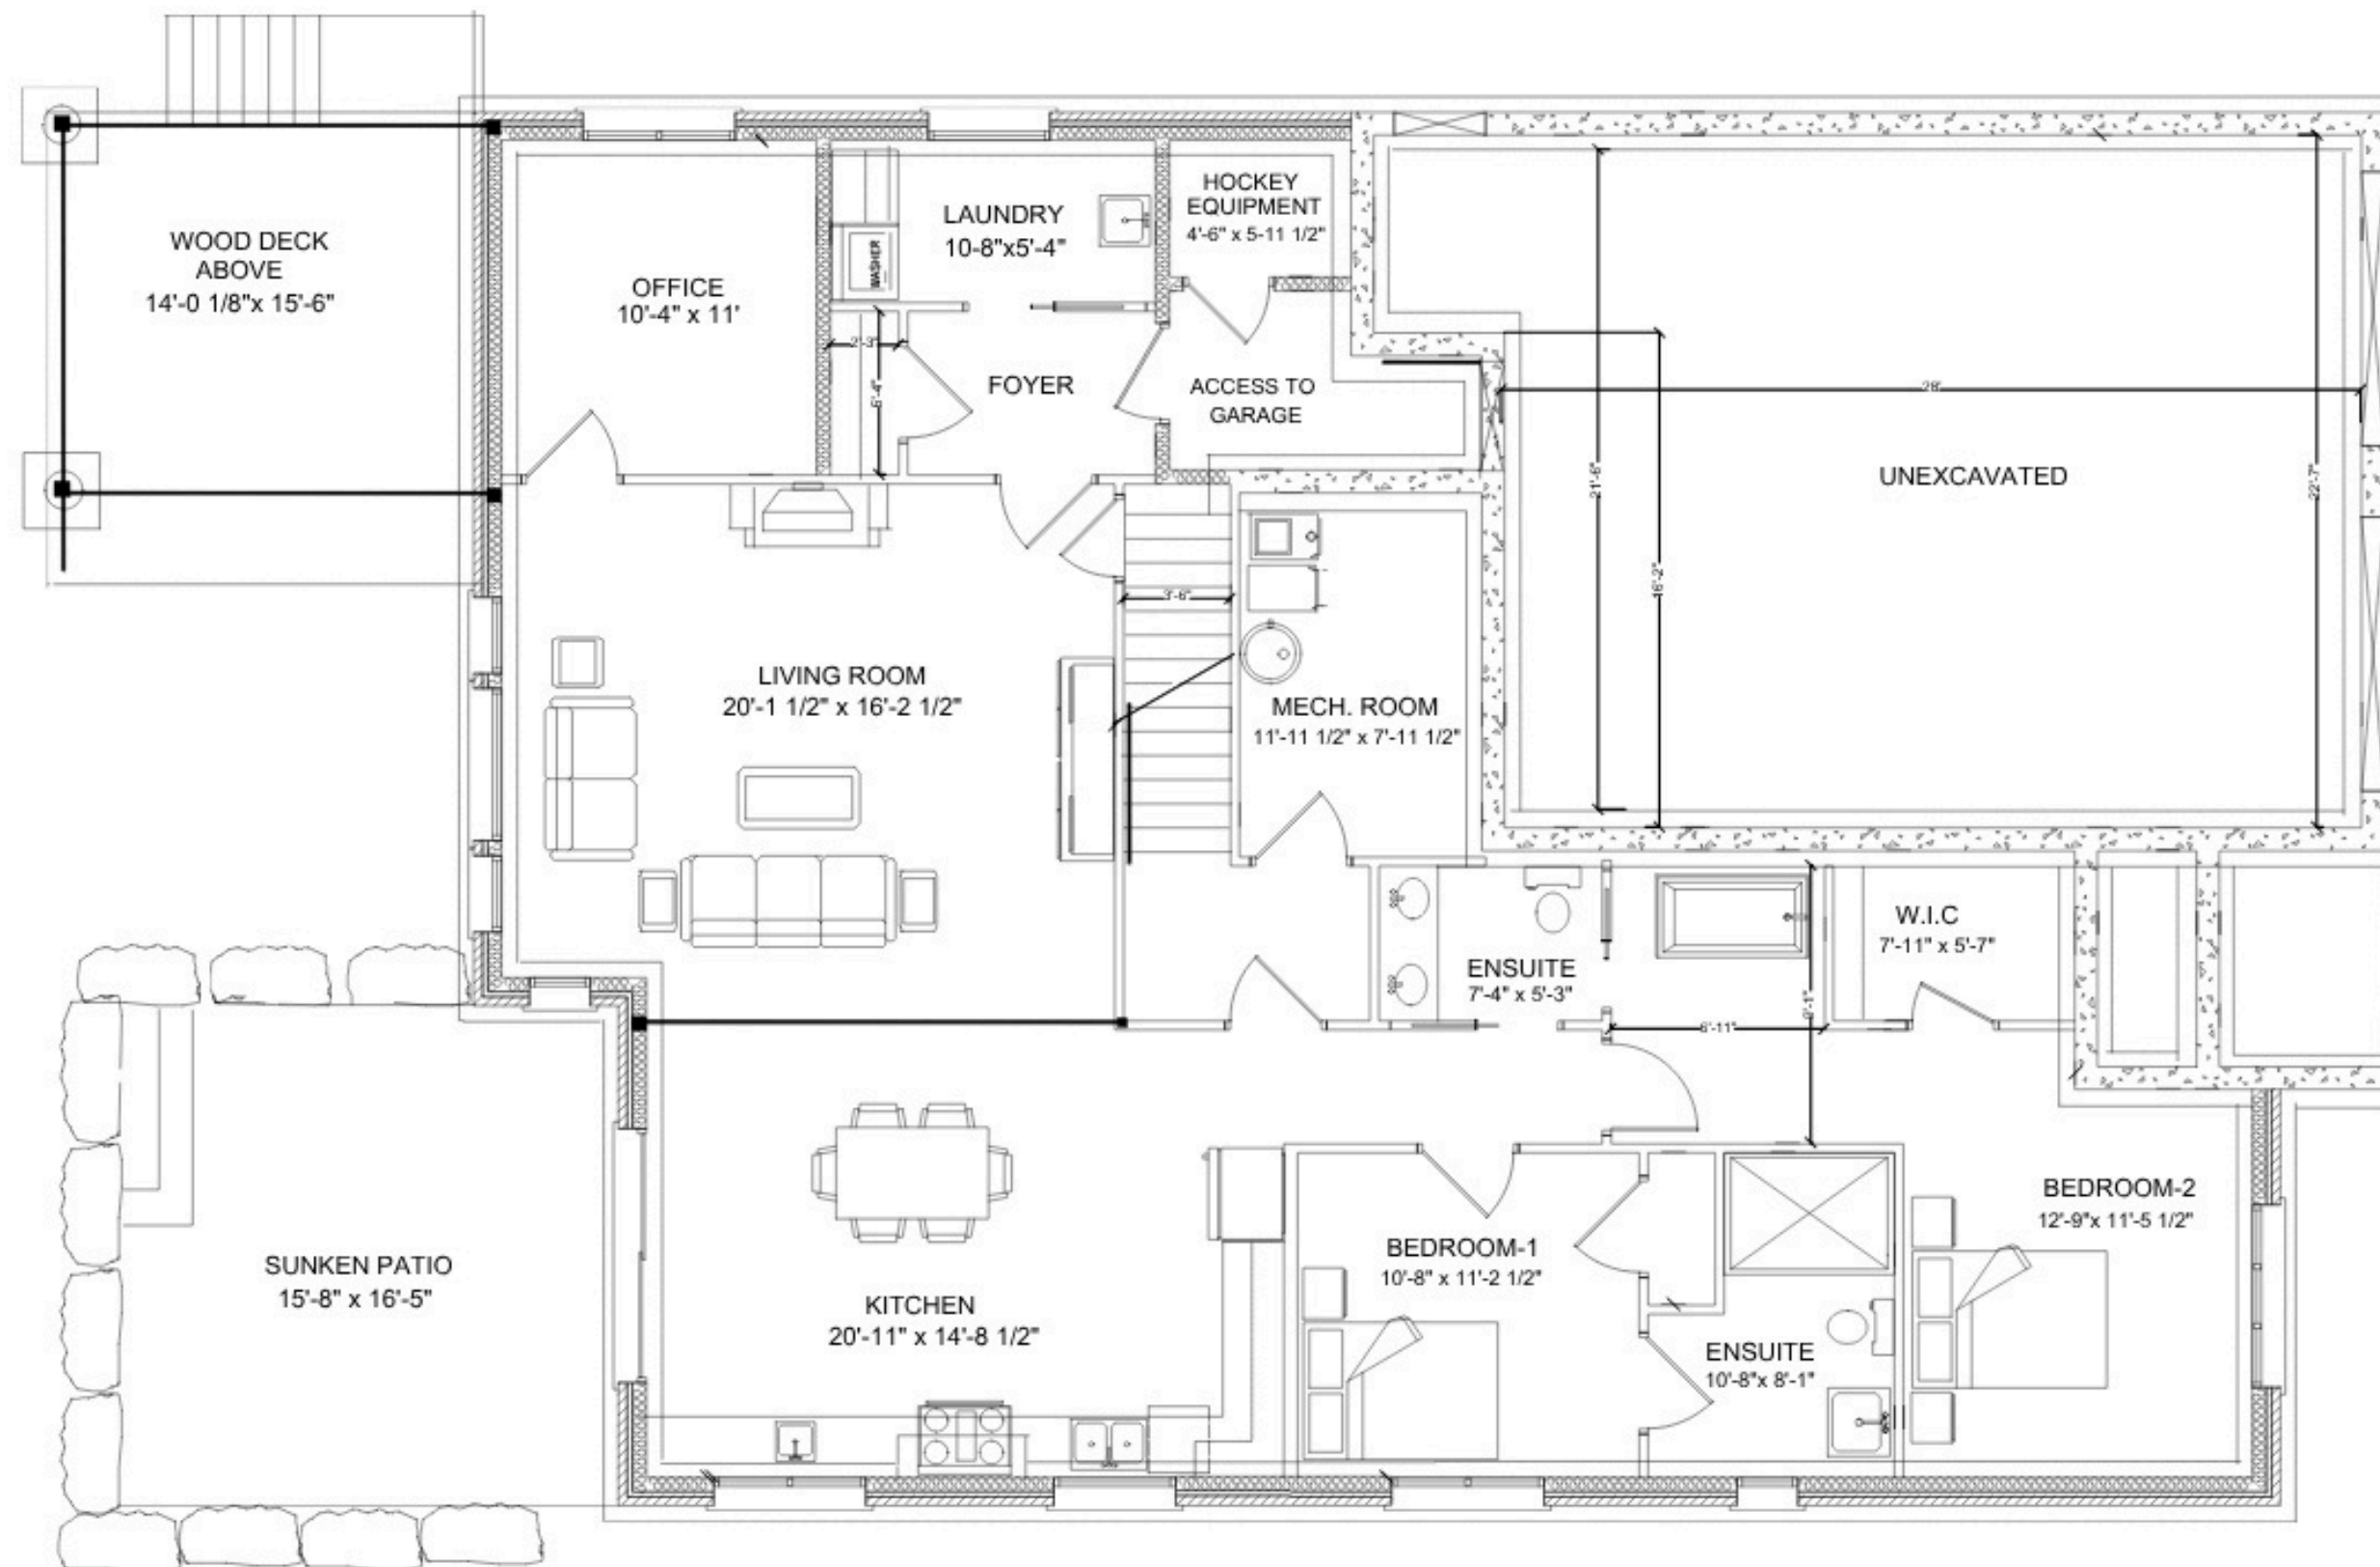 WOOD DECK
ABOVE
14'-0 1/8"x 15'-6"
OFFICE
10'-4" x 11'
LAUNDRY
10-8"x5'-4"
WASHER
HOCKEY
EQUIPMENT
4'-6" x 5-11 1/2"
2'-3"
6'-4"
FOYER
ACCESS TO
GARAGE
28'
21'-6"
16'-2"
22'-7"
UNEXCAVATED
3'-6"
LIVING ROOM
20'-1 1/2" x 16'-2 1/2"
MECH. ROOM
11'-11 1/2" x 7'-11 1/2"
ENSUITE
7'-4" x 5'-3"
W.I.C
7'-11" x 5'-7"
6'-11"
9'-1"
SUNKEN PATIO
15'-8" x 16'-5"
KITCHEN
20'-11" x 14'-8 1/2"
BEDROOM-1
10'-8" x 11'-2 1/2"
ENSUITE
10'-8"x 8'-1"
BEDROOM-2
12'-9"x 11'-5 1/2"